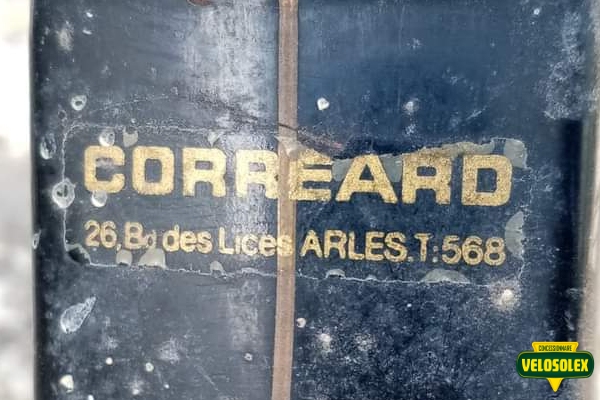 CORREARD
26, Bd des Lices ARLES. T: 568
CONCESSIONNAIRE
VELOSOLEX